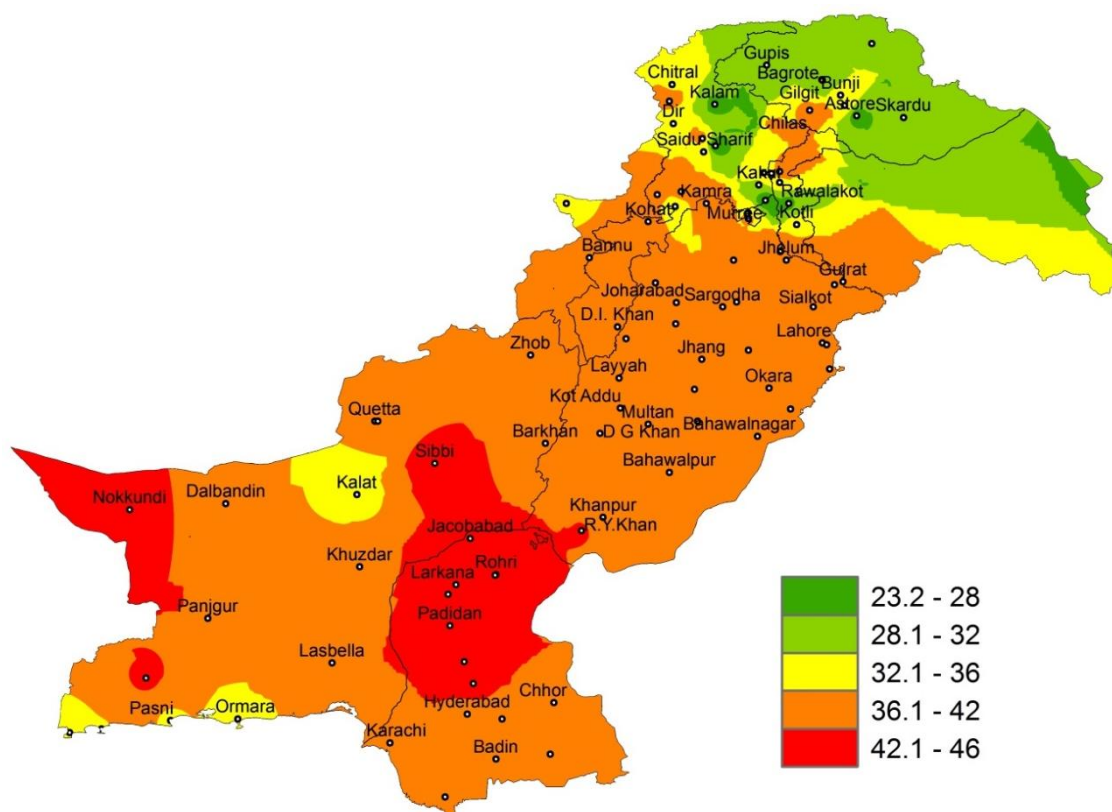 Gupis
Chitral
Bagrote
Bunji
Kalam
Gilgit
Astore
Skardu
Dir
Chilas
Saidu Sharif
Kakul
Kamra
Rawalakot
Kohat
Murree
Kotli
Bannu
Jhelum
Gujrat
Joharabad
Sargodha
Sialkot
D.I. Khan
Lahore
Zhob
Jhang
Layyah
Okara
Kot Addu
Quetta
Multan
Bahawalnagar
Barkhan
D G Khan
Sibbi
Bahawalpur
Kalat
Nokkundi
Dalbandin
Khanpur
R.Y.Khan
Jacobabad
Khuzdar
Rohri
Larkana
Panjgur
Padidan
Lasbella
Chhor
Pasni
Ormara
Hyderabad
Karachi
Badin
23.2 - 28
28.1 - 32
32.1 - 36
36.1 - 42
42.1 - 46